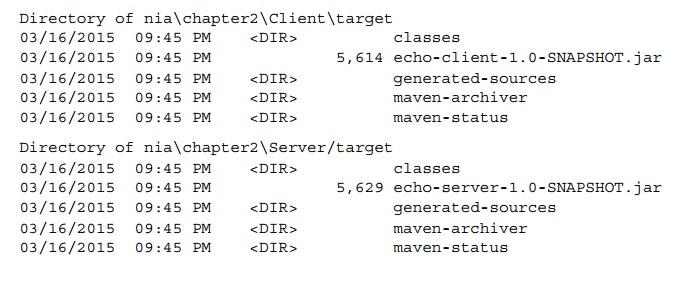 Directory of nia\chapter2\Client\target
03/16/2015  09:45 PM    <DIR>          classes
03/16/2015  09:45 PM             5,614 echo-client-1.0-SNAPSHOT.jar
03/16/2015  09:45 PM    <DIR>          generated-sources
03/16/2015  09:45 PM    <DIR>          maven-archiver
03/16/2015  09:45 PM    <DIR>          maven-status
Directory of nia\chapter2\Server/target
03/16/2015  09:45 PM    <DIR>          classes
03/16/2015  09:45 PM             5,629 echo-server-1.0-SNAPSHOT.jar
03/16/2015  09:45 PM    <DIR>          generated-sources
03/16/2015  09:45 PM    <DIR>          maven-archiver
03/16/2015  09:45 PM    <DIR>          maven-status